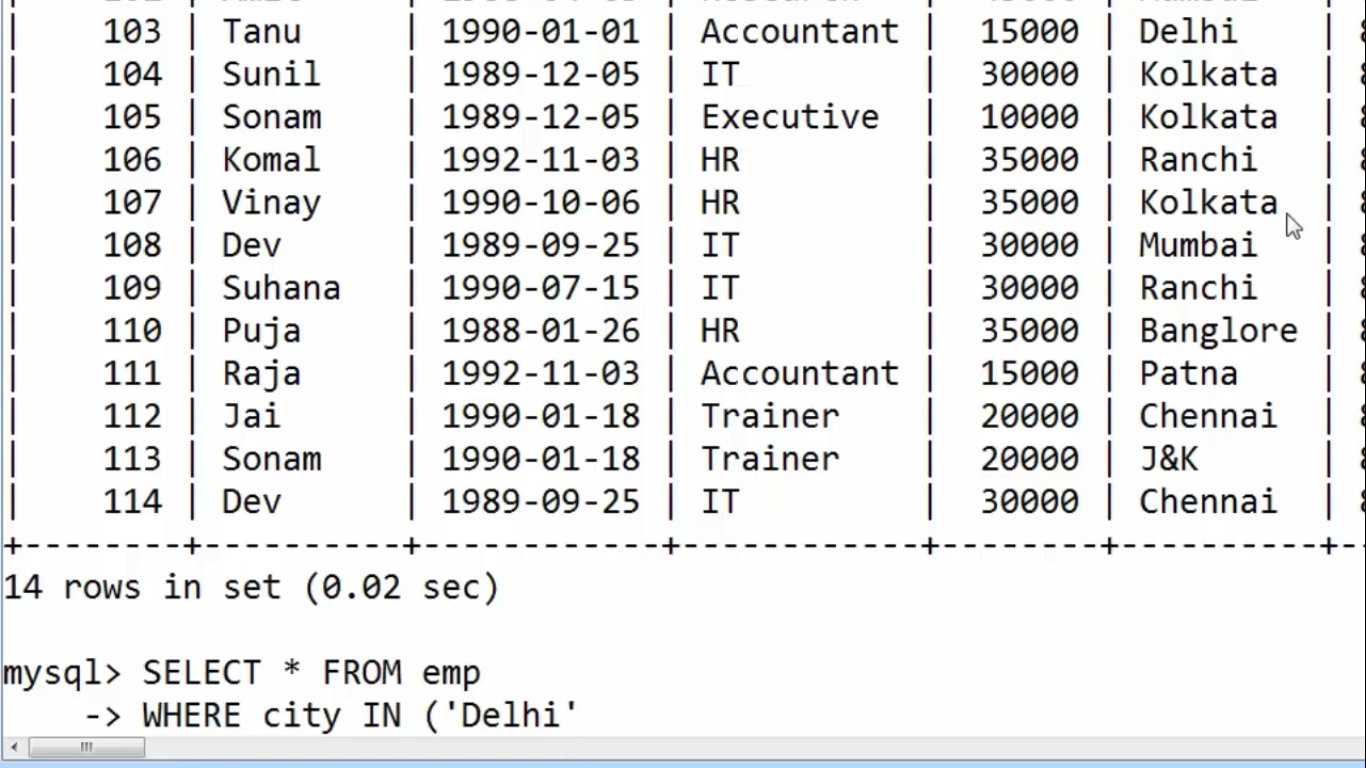 | 103 | Tanu | 1990-01-01 | Accountant | 15000 | Delhi |
| 104 | Sunil | 1989-12-05 | IT | 30000 | Kolkata |
| 105 | Sonam | 1989-12-05 | Executive | 10000 | Kolkata |
| 106 | Komal | 1992-11-03 | HR | 35000 | Ranchi |
| 107 | Vinay | 1990-10-06 | HR | 35000 | Kolkata |
| 108 | Dev | 1989-09-25 | IT | 30000 | Mumbai |
| 109 | Suhana | 1990-07-15 | IT | 30000 | Ranchi |
| 110 | Puja | 1988-01-26 | HR | 35000 | Banglore |
| 111 | Raja | 1992-11-03 | Accountant | 15000 | Patna |
| 112 | Jai | 1990-01-18 | Trainer | 20000 | Chennai |
| 113 | Sonam | 1990-01-18 | Trainer | 20000 | J&K |
| 114 | Dev | 1989-09-25 | IT | 30000 | Chennai |
+--------+----------+------------+------------+-------+----------+-
14 rows in set (0.02 sec)
mysql> SELECT * FROM emp
-> WHERE city IN ('Delhi'